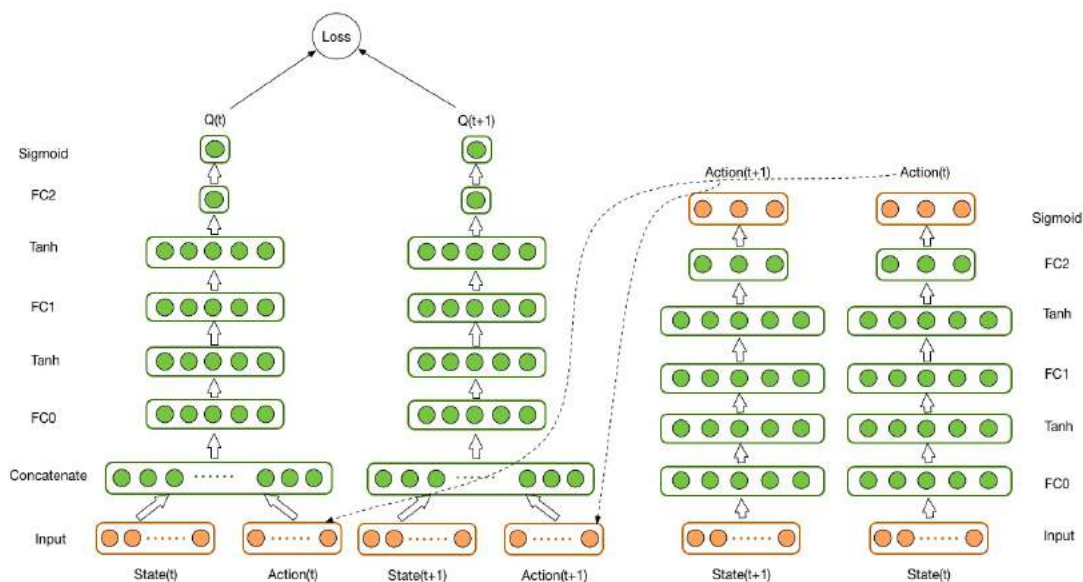 Loss
Q(t)
Q(t+1)
Sigmoid
FC2
Tanh
FC1
Tanh
FC0
Concatenate
Input
State(t)
Action(t)
State(t+1)
Action(t+1)
Action(t+1)
Action(t)
Sigmoid
FC2
Tanh
FC1
Tanh
FC0
Input
State(t+1)
State(t)